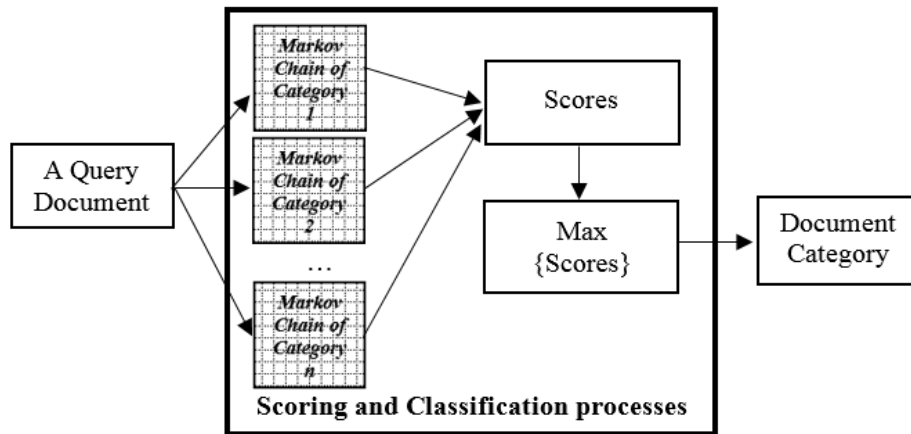 A Query
Document
Markov
Chain of
Category
1
Markov
Chain of
Category
2
...
Markov
Chain of
Category
n
Scores
Max
{Scores}
Document
Category
Scoring and Classification processes